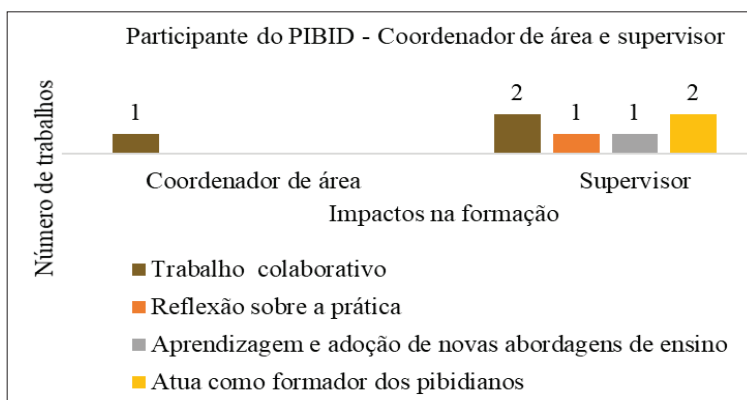 Participante do PIBID - Coordenador de área e supervisor
Número de trabalhos
1
2
1
1
2
Coordenador de área
Supervisor
Impactos na formação
Trabalho colaborativo
Reflexão sobre a prática
Aprendizagem e adoção de novas abordagens de ensino
Atua como formador dos pibidianos